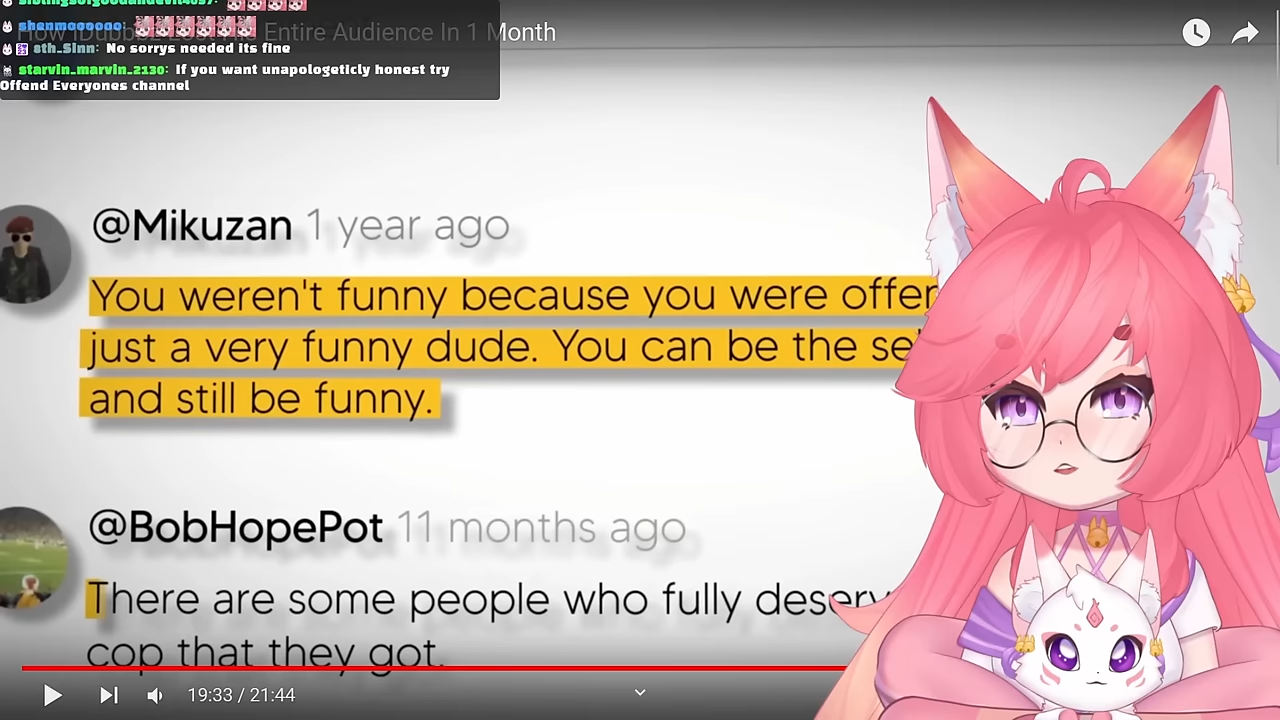 shenmoooooo:
sth_Sinn: No sorrys needed its fine
starvin_marvin_2130: If you want unapologeticly honest try
Offend Everyones channel
Entire Audience In 1 Month
@Mikuzan 1 year ago
You weren't funny because you were offen
just a very funny dude. You can be the se
and still be funny.
@BobHopePot 11 months ago
There are some people who fully deserv
cop that they got.
19:33 / 21:44